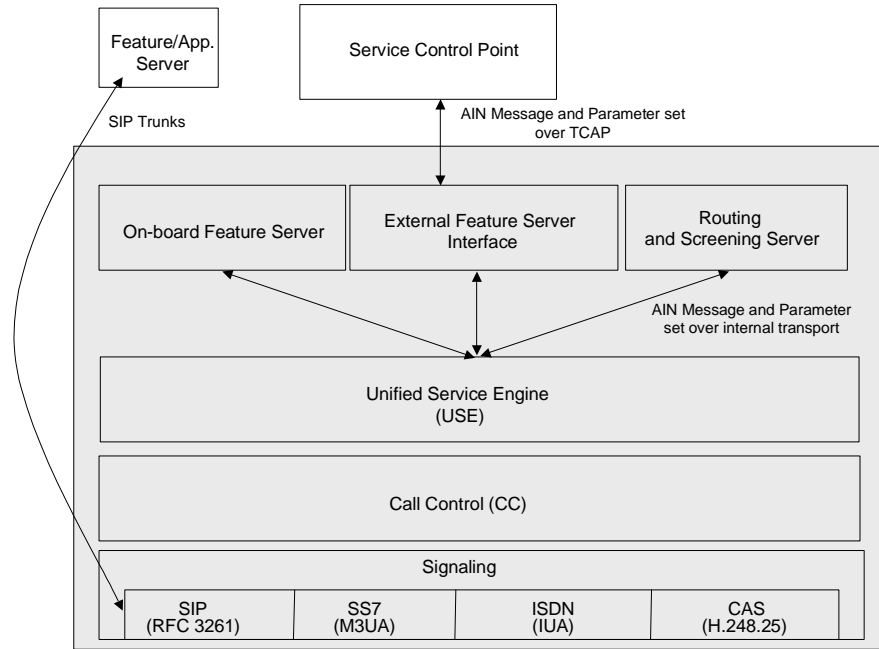 Feature/App.
Server
Service Control Point
SIP Trunks
AIN Message and Parameter set
over TCAP
On-board Feature Server
External Feature Server
Interface
Routing
and Screening Server
AIN Message and Parameter
set over internal transport
Unified Service Engine
(USE)
Call Control (CC)
Signaling
SIP
(RFC 3261)
SS7
(M3UA)
ISDN
(IUA)
CAS
(H.248.25)